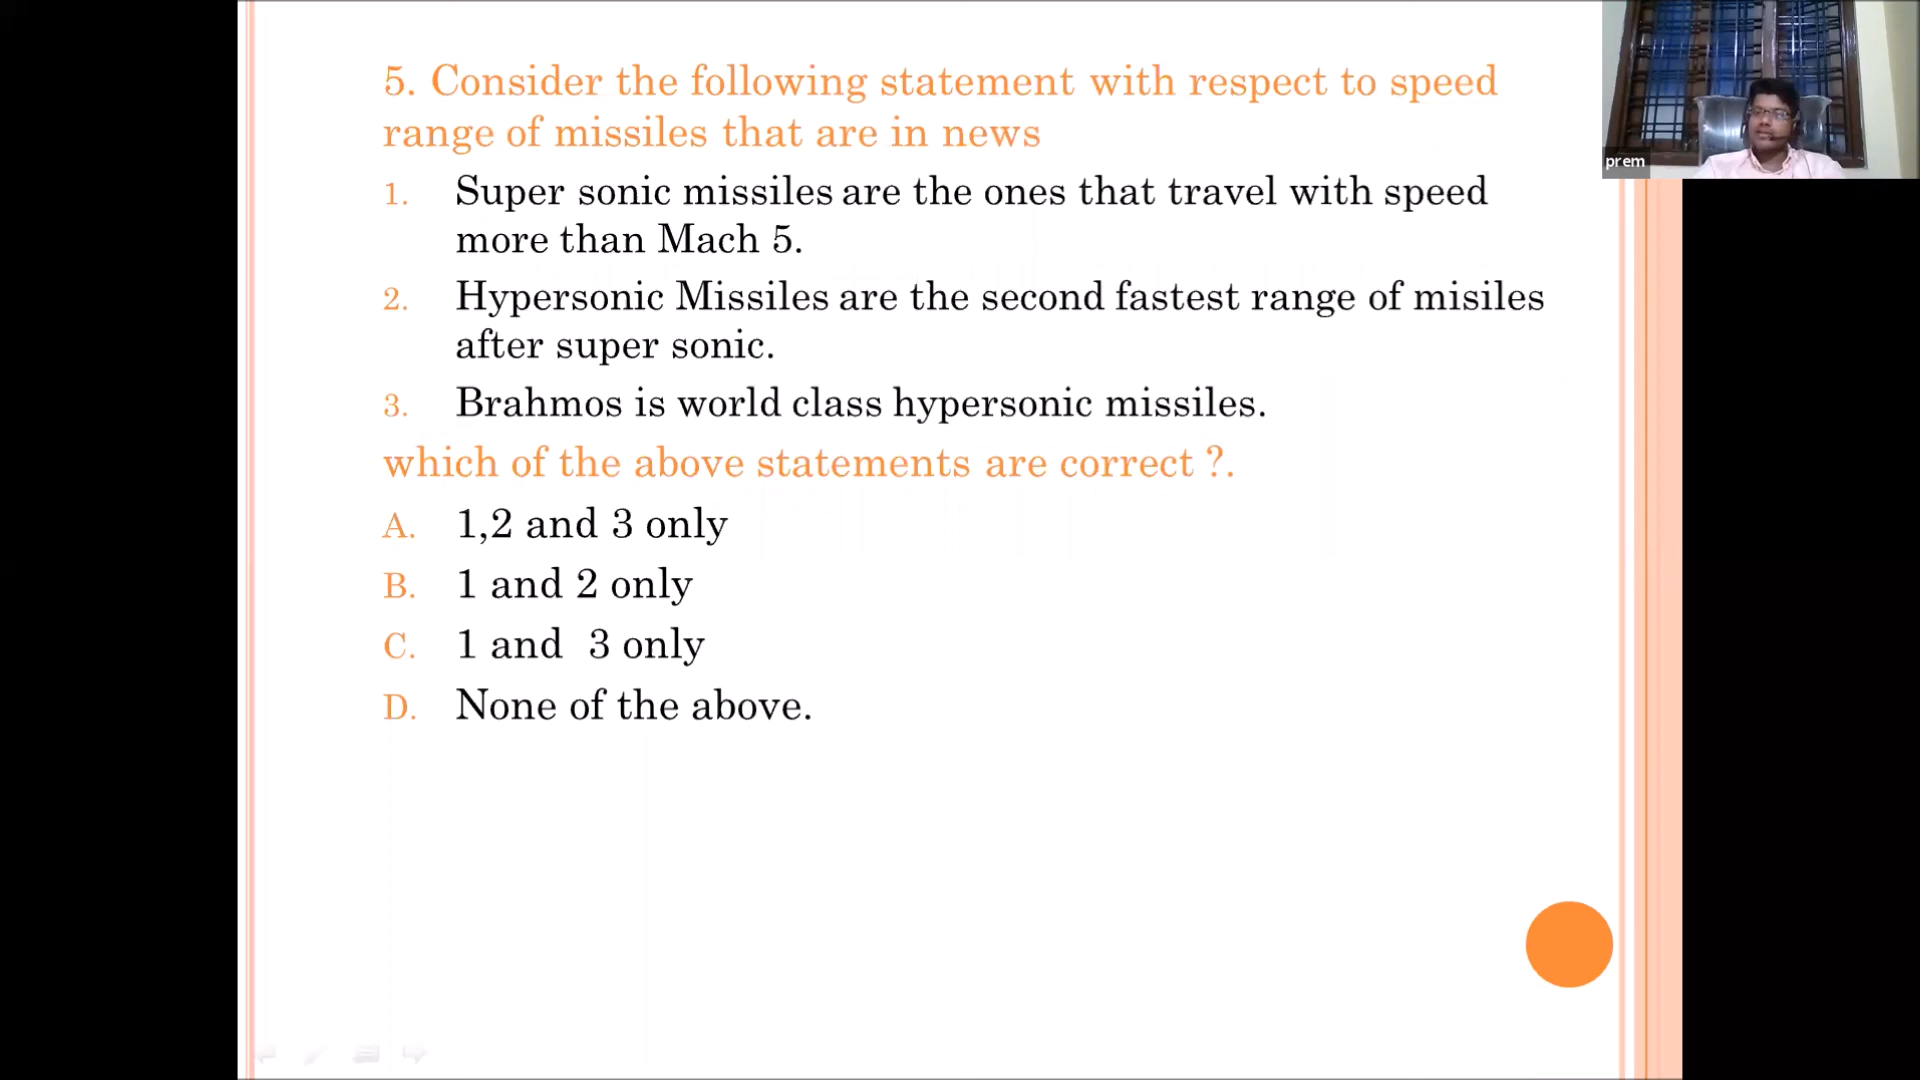 5. Consider the following statement with respect to speed
range of missiles that are in news
1. Super sonic missiles are the ones that travel with speed
more than Mach 5.
2. Hypersonic Missiles are the second fastest range of misiles
after super sonic.
3. Brahmos is world class hypersonic missiles.
which of the above statements are correct ?.
A. 1,2 and 3 only
B. 1 and 2 only
C. 1 and 3 only
D. None of the above.
prem